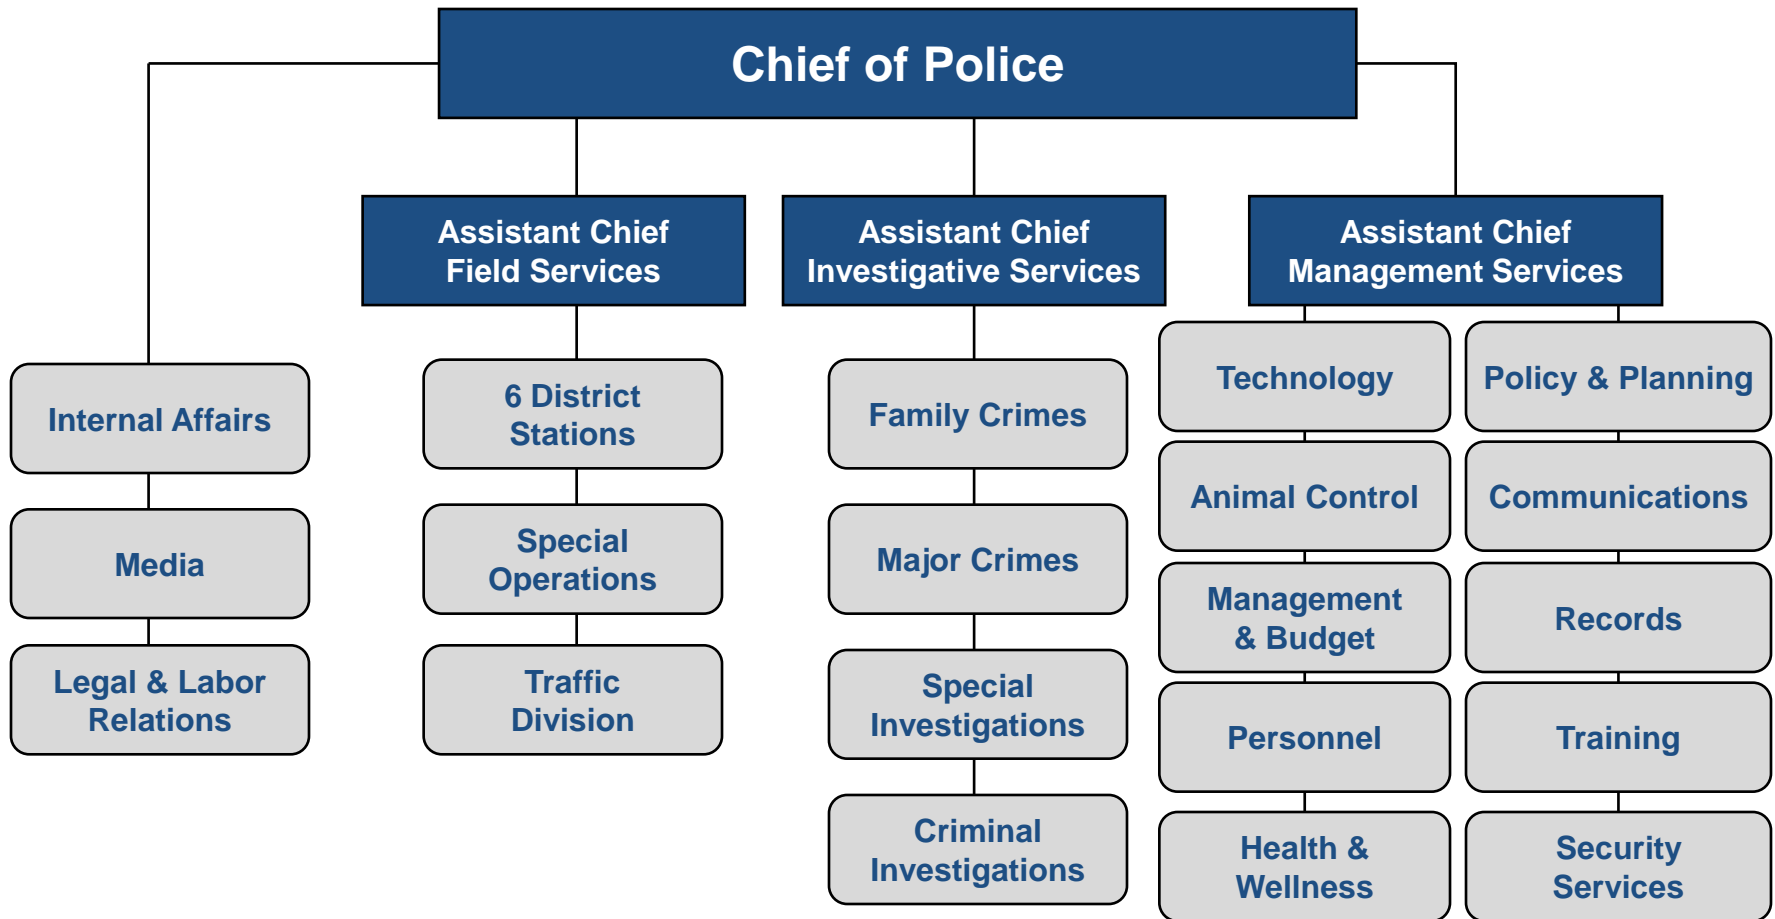 Chief of Police
Assistant Chief
Field Services
Assistant Chief
Investigative Services
Assistant Chief
Management Services
Internal Affairs
Media
Legal & Labor
Relations
6 District
Stations
Special
Operations
Traffic
Division
Family Crimes
Major Crimes
Special
Investigations
Criminal
Investigations
Technology
Animal Control
Management
& Budget
Personnel
Health &
Wellness
Policy & Planning
Communications
Records
Training
Security
Services